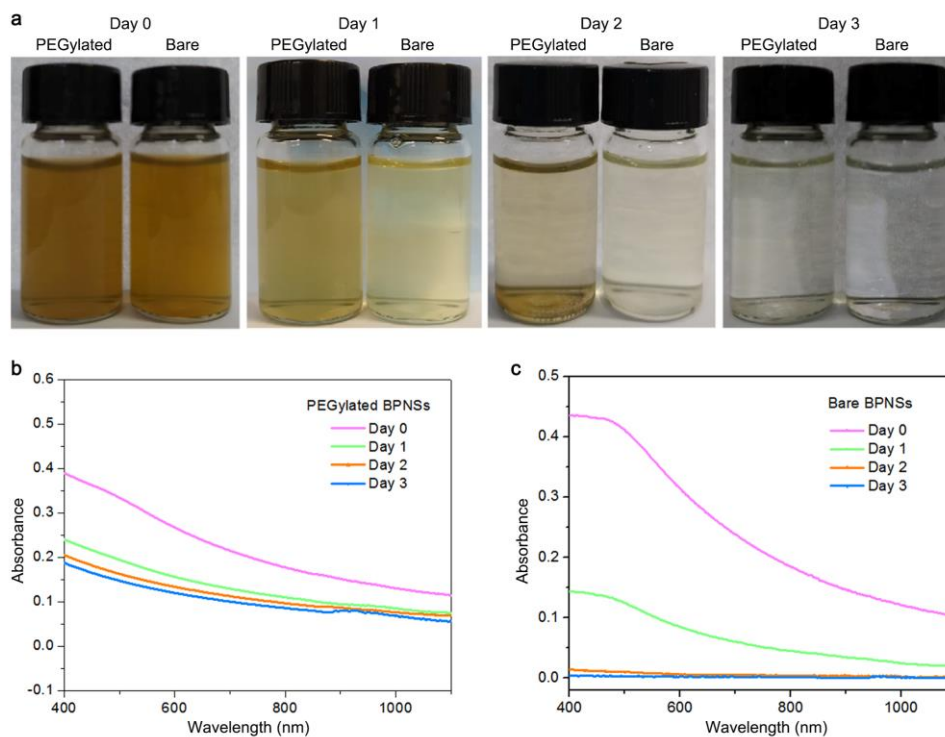 a
Day 0 Day 1 Day 2 Day 3
PEGylated Bare PEGylated Bare PEGylated Bare PEGylated Bare
b
0.6
0.5
0.4
0.3
0.2
0.1
0.0
-0.1
Absorbance
PEGylated BPNSs
Day 0
Day 1
Day 2
Day 3
400 600 800 1000
Wavelength (nm)
c
0.5
0.4
0.3
0.2
0.1
0.0
Absorbance
Bare BPNSs
Day 0
Day 1
Day 2
Day 3
400 600 800 1000
Wavelength (nm)